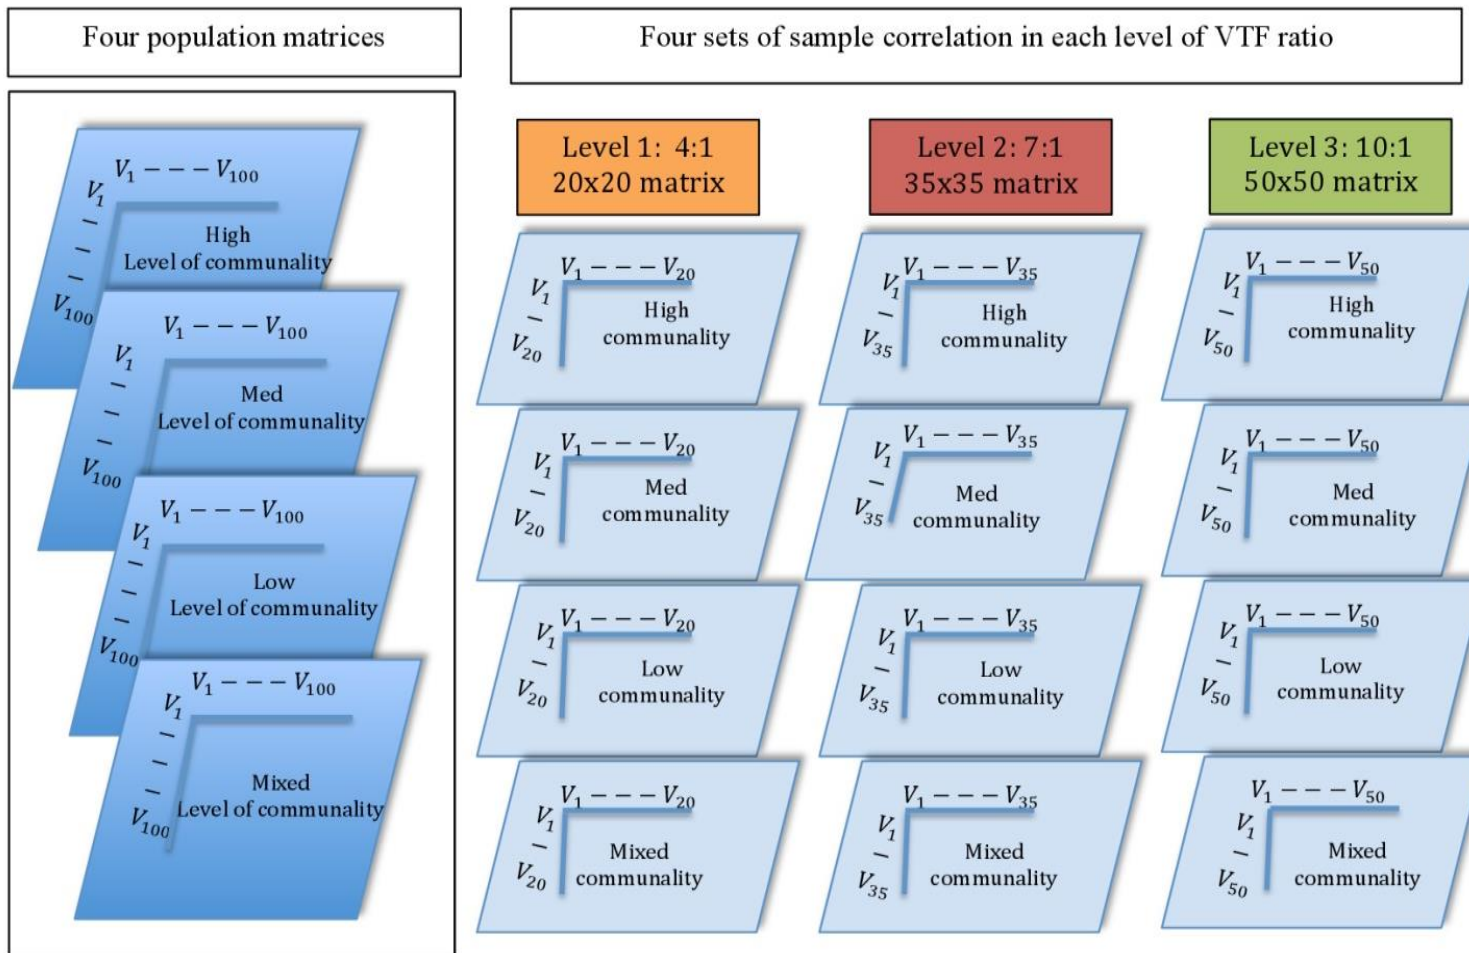 Four population matrices
Four sets of sample correlation in each level of VTF ratio
V₁ – – – V₁₀₀
V₁
–
–
–
V₁₀₀
High
Level of communality
V₁ – – – V₁₀₀
V₁
–
–
–
V₁₀₀
Med
Level of communality
V₁ – – – V₁₀₀
V₁
–
–
–
V₁₀₀
Low
Level of communality
V₁ – – – V₁₀₀
V₁
–
–
–
V₁₀₀
Mixed
Level of communality
Level 1: 4:1
20x20 matrix
V₁ – – – V₂₀
V₁
–
V₂₀
High
communality
V₁ – – – V₂₀
V₁
–
V₂₀
Med
communality
V₁ – – – V₂₀
V₁
–
V₂₀
Low
communality
V₁ – – – V₂₀
V₁
–
V₂₀
Mixed
communality
Level 2: 7:1
35x35 matrix
V₁ – – – V₃₅
V₁
–
V₃₅
High
communality
V₁ – – – V₃₅
V₁
–
V₃₅
Med
communality
V₁ – – – V₃₅
V₁
–
V₃₅
Low
communality
V₁ – – – V₃₅
V₁
–
V₃₅
Mixed
communality
Level 3: 10:1
50x50 matrix
V₁ – – – V₅₀
V₁
–
V₅₀
High
communality
V₁ – – – V₅₀
V₁
–
V₅₀
Med
communality
V₁ – – – V₅₀
V₁
–
V₅₀
Low
communality
V₁ – – – V₅₀
V₁
–
V₅₀
Mixed
communality